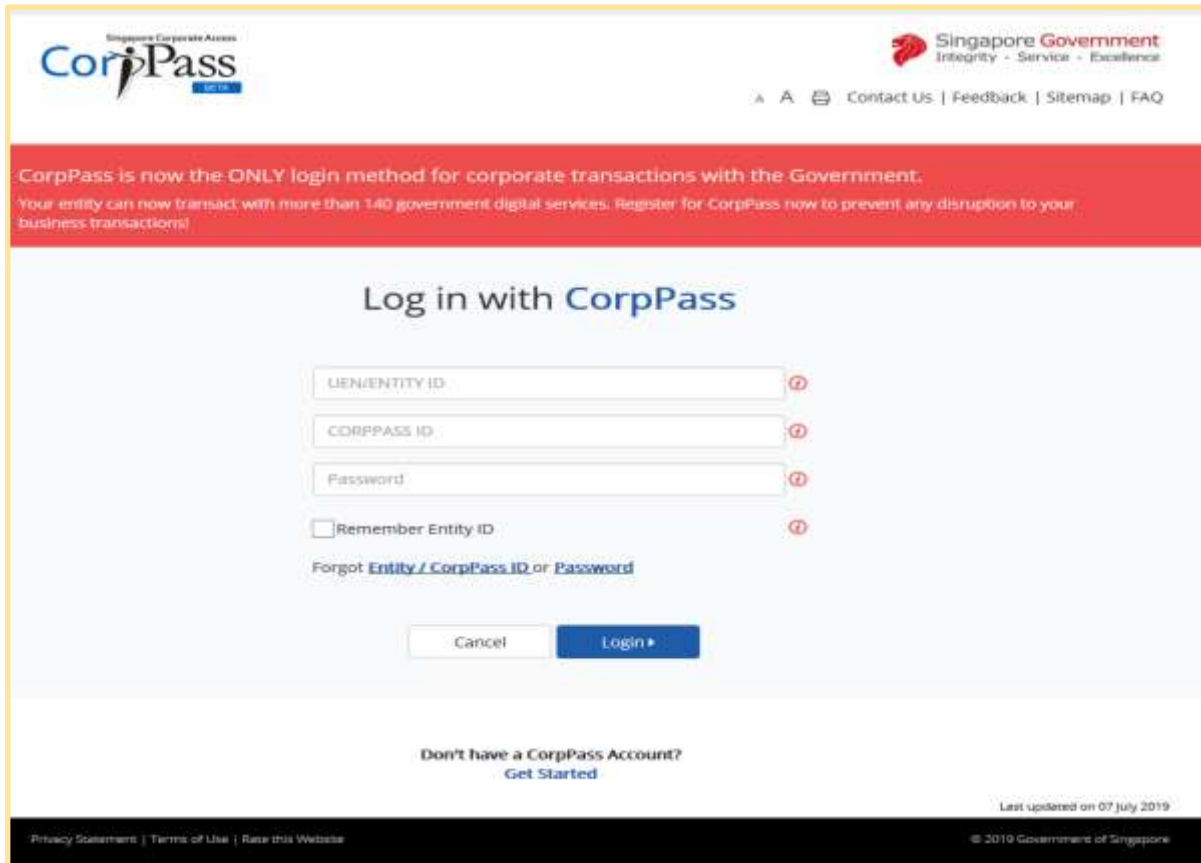 Singapore Corporate Access
CorpPass
BETA
Singapore Government
Integrity - Service - Excellence
A A Contact Us | Feedback | Sitemap | FAQ
CorpPass is now the ONLY login method for corporate transactions with the Government.
Your entity can now transact with more than 140 government digital services. Register for CorpPass now to prevent any disruption to your
business transactions!
Log in with CorpPass
UEN/ENTITY ID
CORPPASS ID
Password
Remember Entity ID
Forgot Entity / CorpPass ID or Password
Cancel
Login
Don't have a CorpPass Account?
Get Started
Last updated on 07 July 2019
Privacy Statement | Terms of Use | Rate this Website
© 2019 Government of Singapore